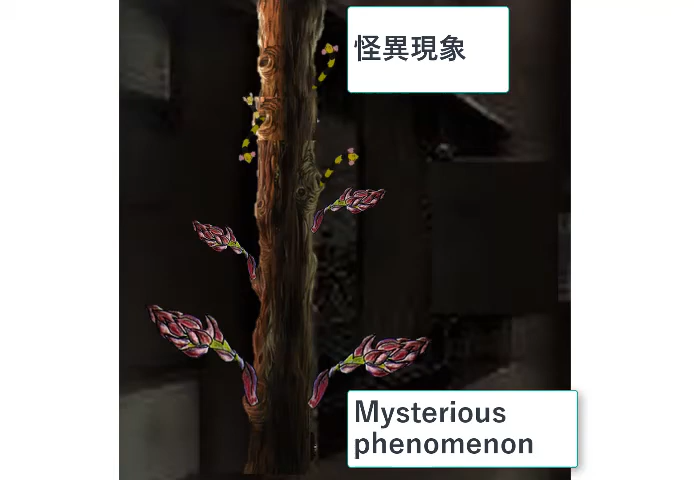 怪異現象
Mysterious
phenomenon